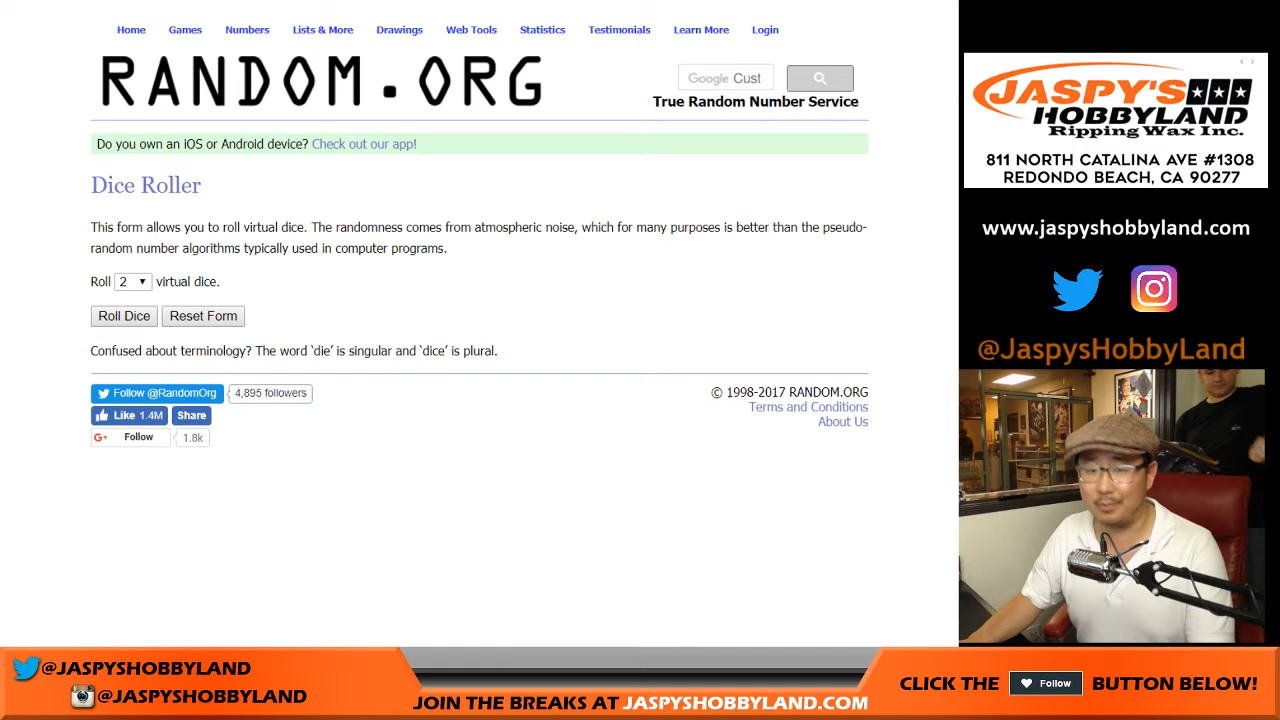 Home Games Numbers Lists & More Drawings Web Tools Statistics Testimonials Learn More Login
RANDOM.ORG
Google Cust
True Random Number Service
Do you own an iOS or Android device? Check out our app!
Dice Roller
This form allows you to roll virtual dice. The randomness comes from atmospheric noise, which for many purposes is better than the pseudo-
random number algorithms typically used in computer programs.
Roll 2 virtual dice.
Roll Dice Reset Form
Confused about terminology? The word ‘die’ is singular and ‘dice’ is plural.
Follow @RandomOrg 4,895 followers
Like 1.4M Share
G+ Follow 1.8k
© 1998-2017 RANDOM.ORG
Terms and Conditions
About Us
JASPY'S
HOBBYLAND
Ripping Wax Inc.
811 NORTH CATALINA AVE #1308
REDONDO BEACH, CA 90277
www.jaspyshobbyland.com
@JaspysHobbyLand
@JASPYSHOBBYLAND
@JASPYSHOBBYLAND
JOIN THE BREAKS AT JASPYSHOBBYLAND.COM
CLICK THE Follow BUTTON BELOW!